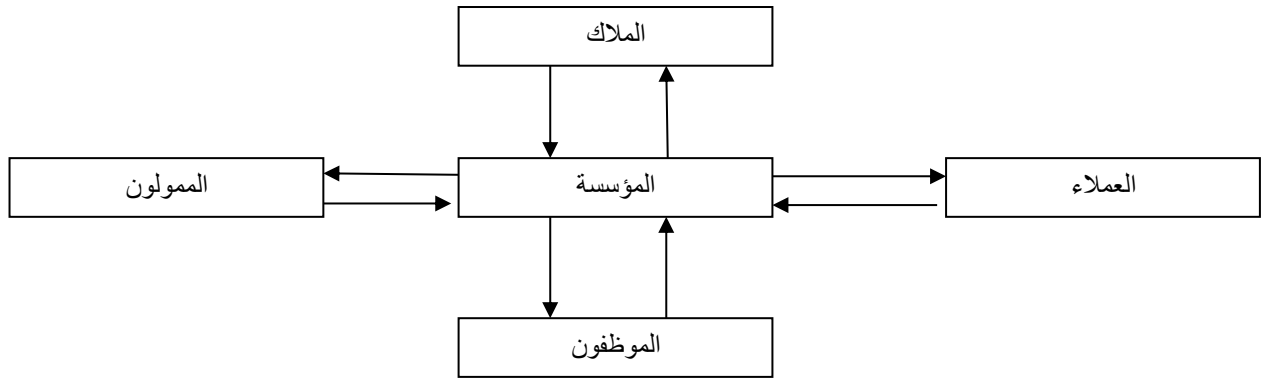 الملاك
العملاء
المؤسسة
الممولون
الموظفون